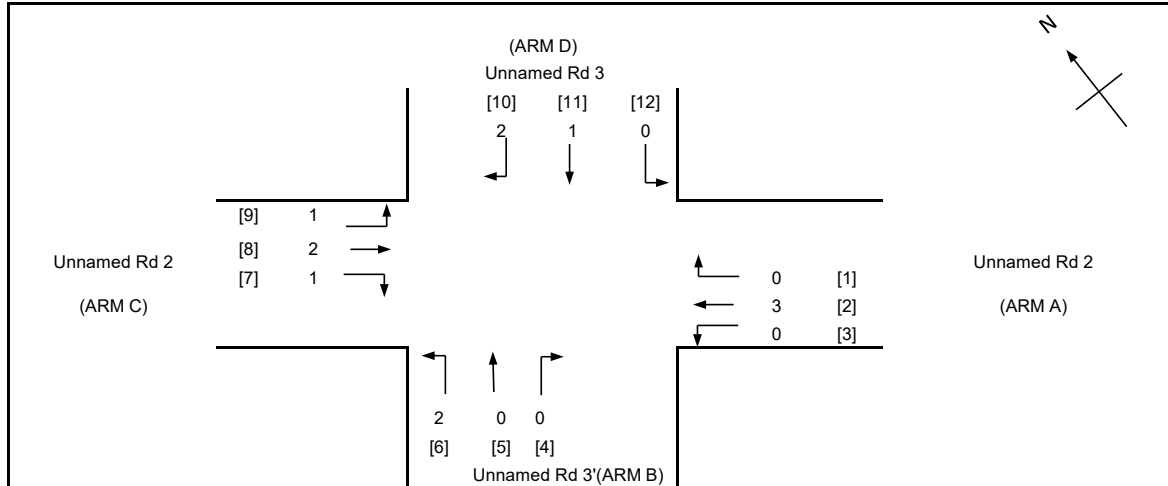 N
(ARM D)
Unnamed Rd 3
[10] [11] [12]
2 1 0
[9] 1
[8] 2
[7] 1
Unnamed Rd 2
(ARM C)
Unnamed Rd 2
(ARM A)
0 [1]
3 [2]
0 [3]
2 0 0
[6] [5] [4]
Unnamed Rd 3'(ARM B)